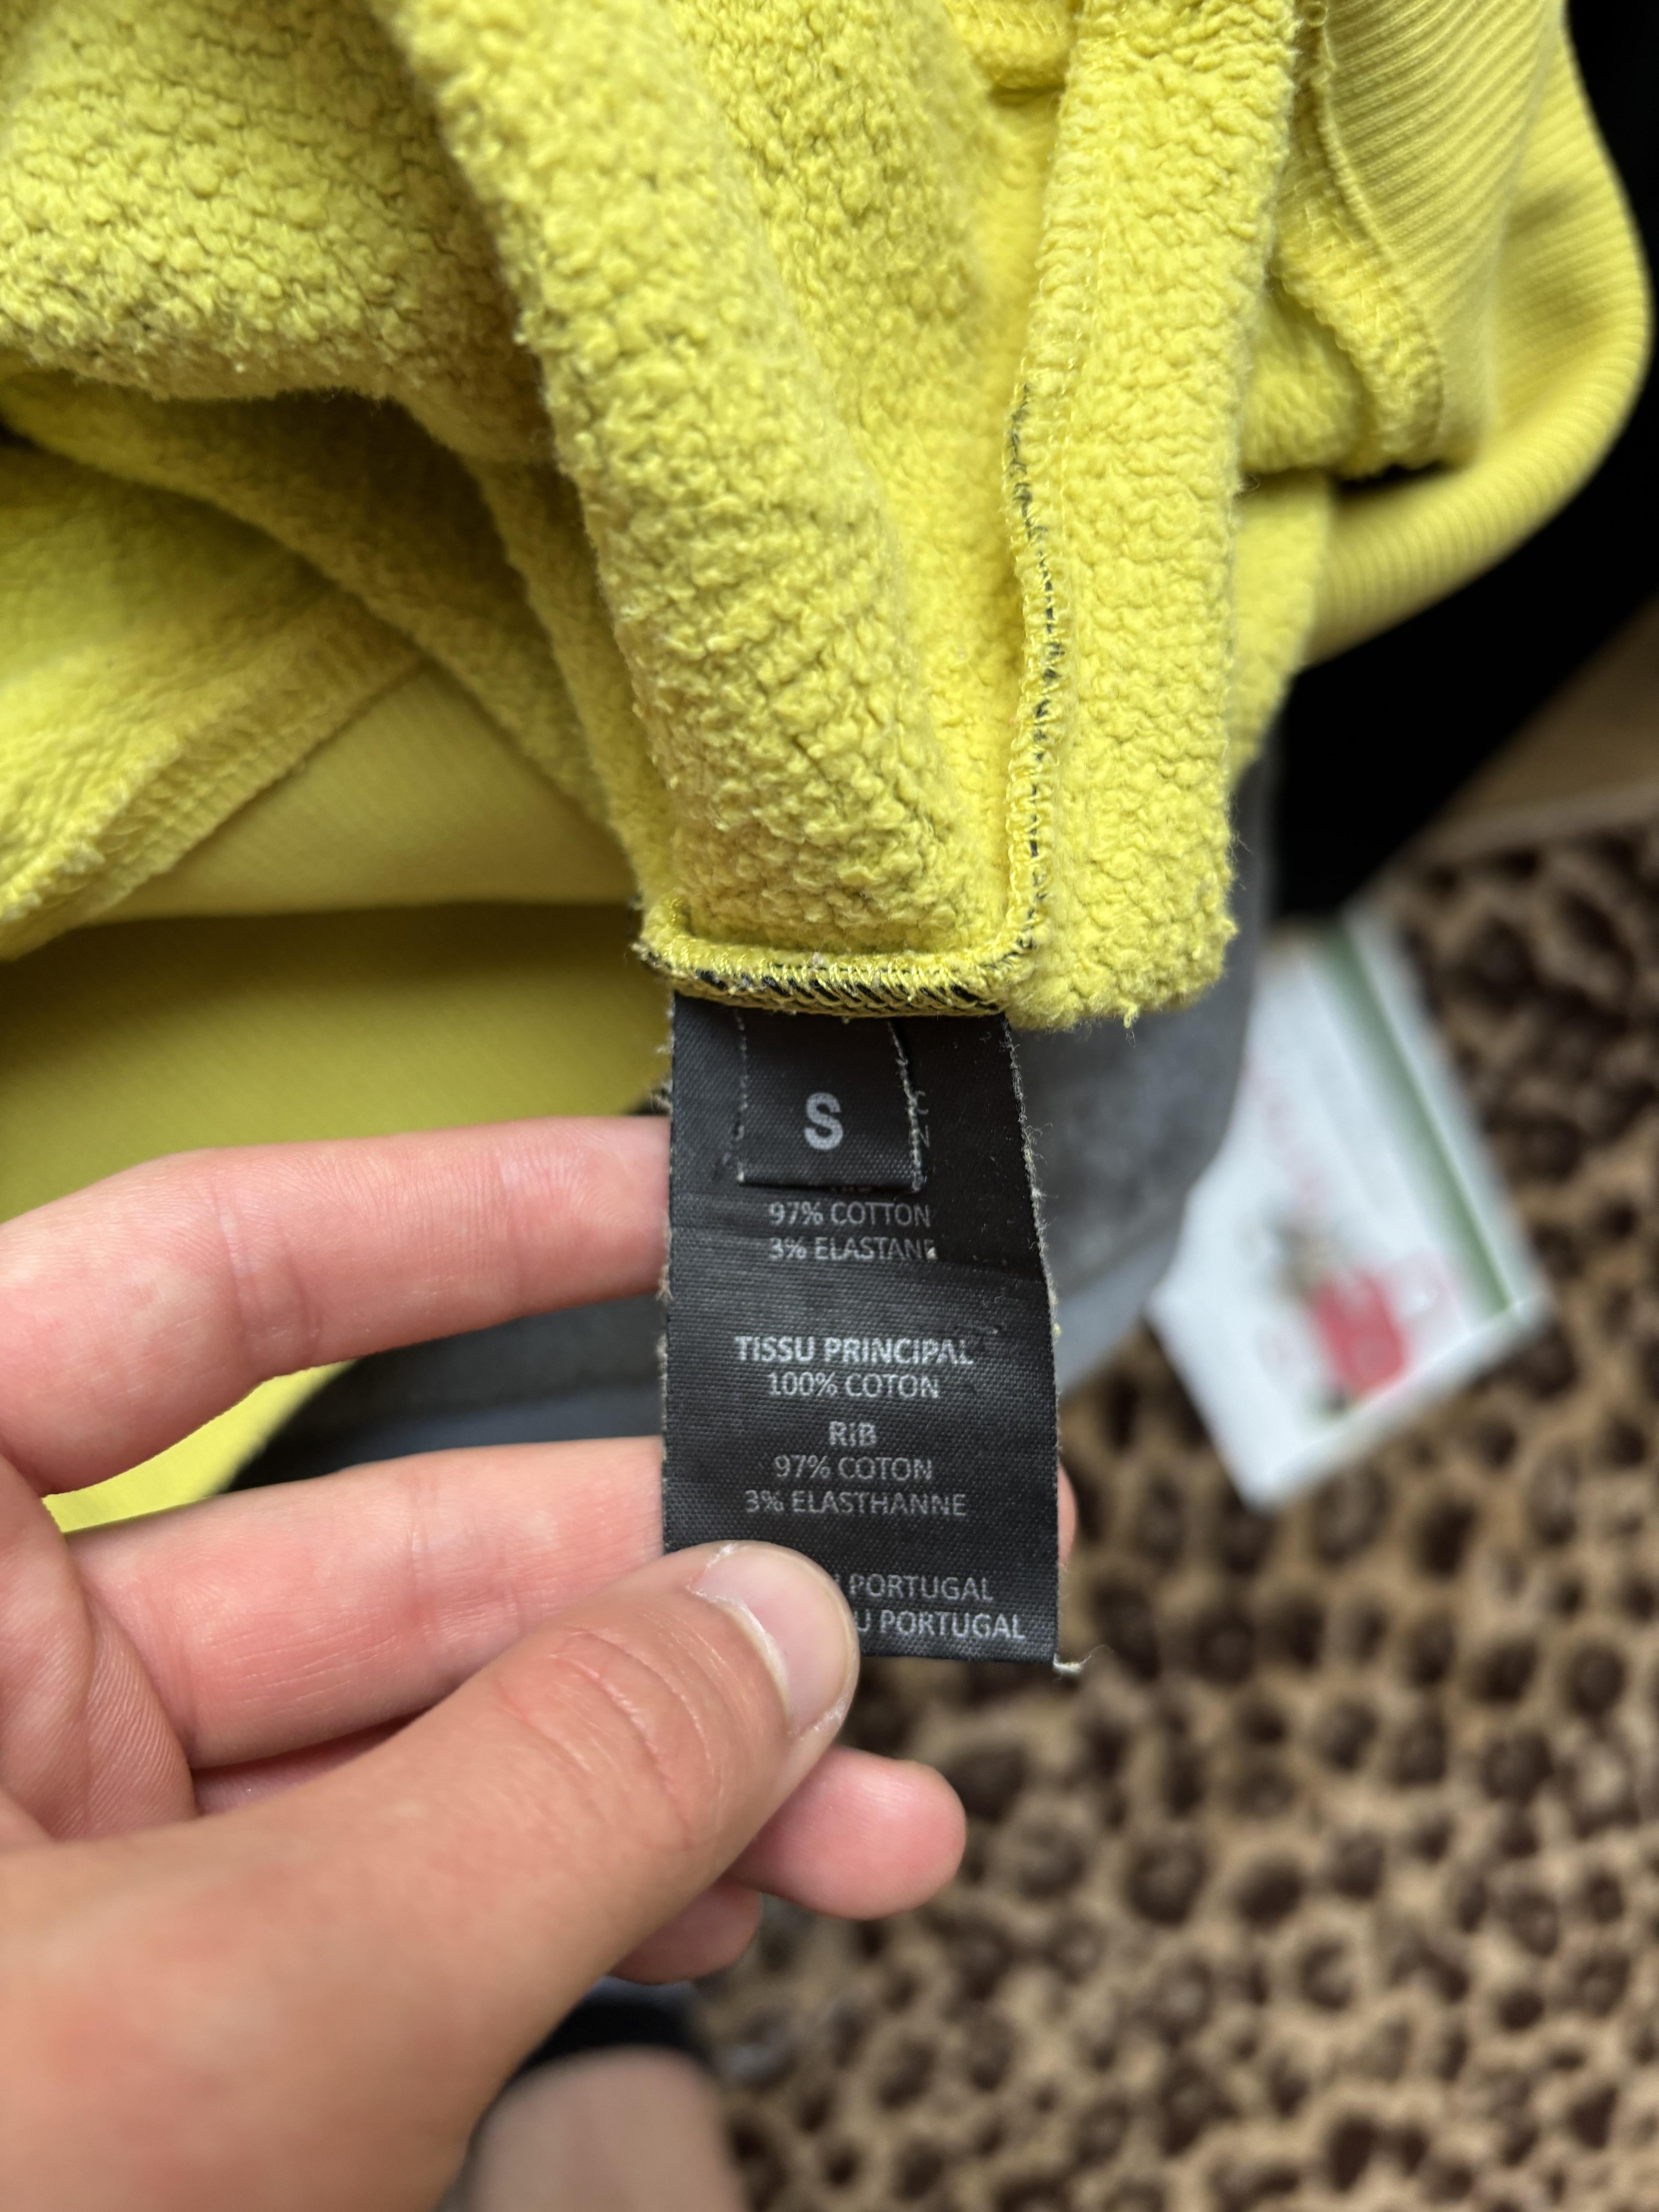 S
97% COTTON
3% ELASTANE
TISSU PRINCIPAL
100% COTON
RiB
97% COTON
3% ELASTHANNE
PORTUGAL
PORTUGAL